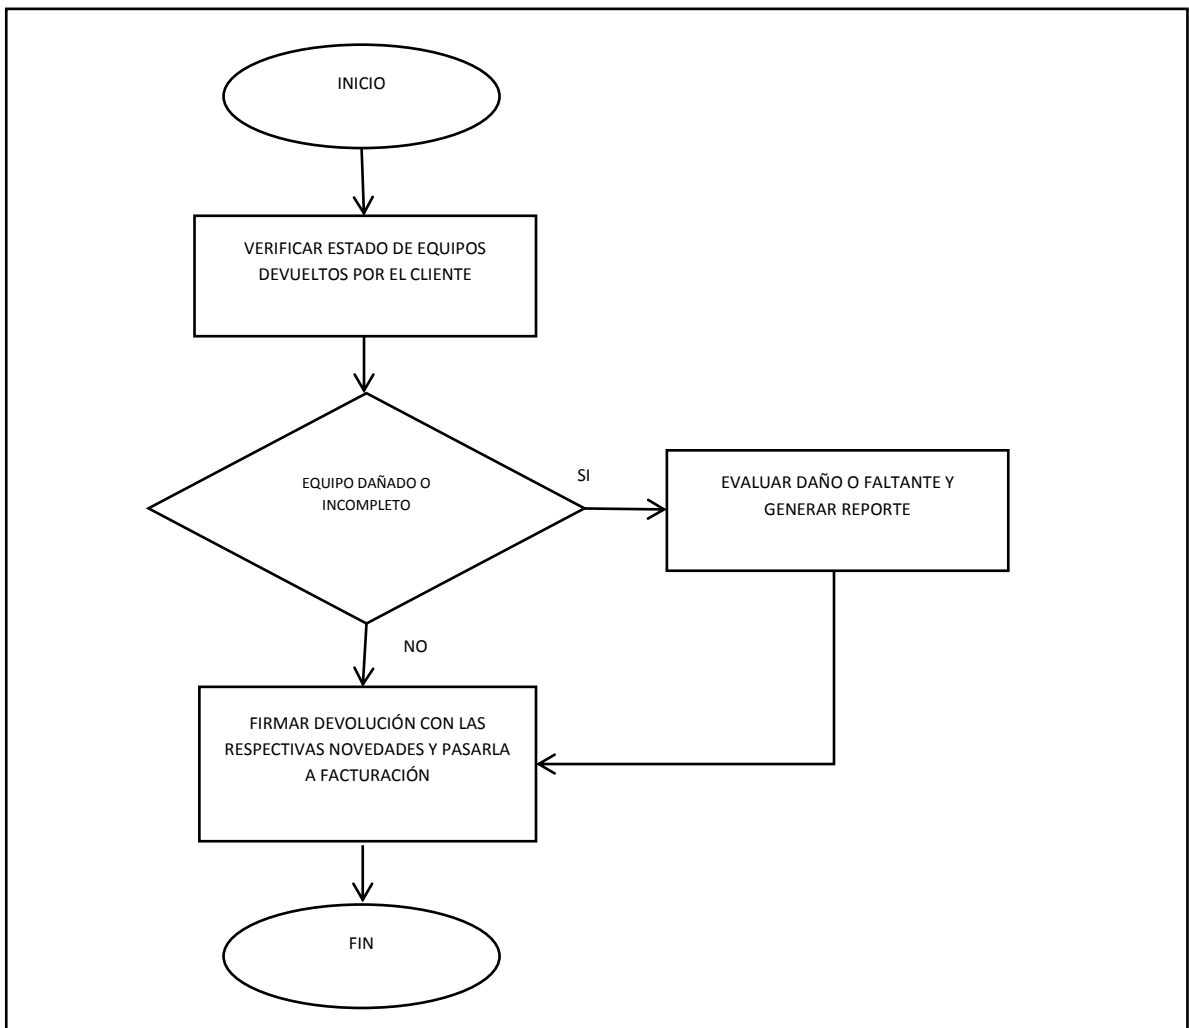 INICIO
VERIFICAR ESTADO DE EQUIPOS
DEVUELTOS POR EL CLIENTE
EQUIPO DAÑADO O
INCOMPLETO
SI
EVALUAR DAÑO O FALTANTE Y
GENERAR REPORTE
NO
FIRMAR DEVOLUCIÓN CON LAS
RESPECTIVAS NOVEDADES Y PASARLA
A FACTURACIÓN
FIN